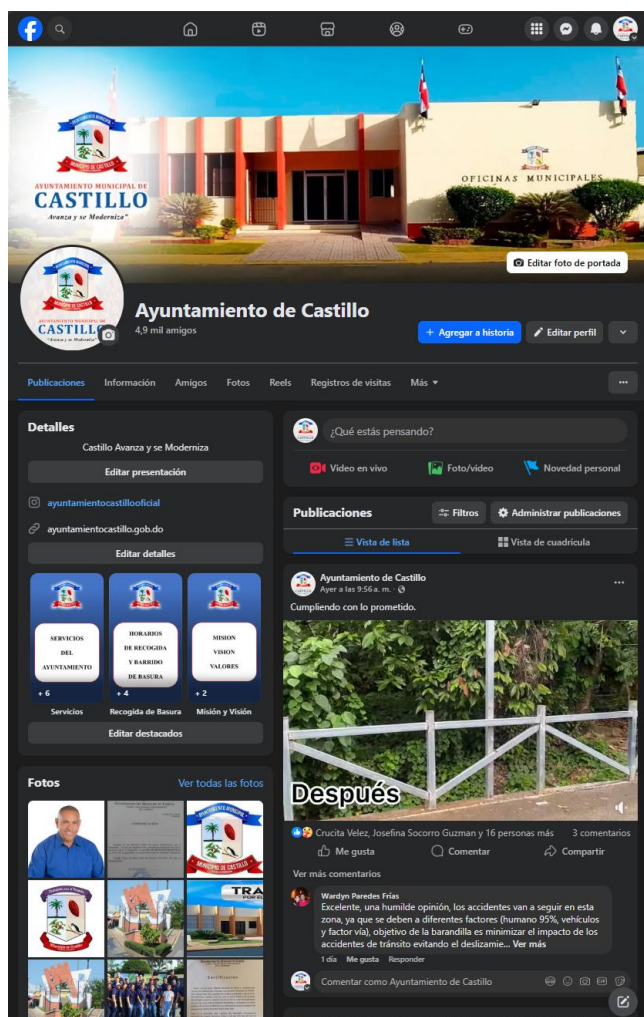 AYUNTAMIENTO MUNICIPAL DE
CASTILLO
Avanza y se Moderniza"
OFICINAS MUNICIPALES
Editar foto de portada
CASTILLO
Ayuntamiento de Castillo
4,9 mil amigos
+ Agregar a historia
Editar perfil
Publicaciones
Información
Amigos
Fotos
Reels
Registros de visitas
Más
Detalles
Castillo Avanza y se Moderniza
Editar presentación
ayuntamientocastillooficial
ayuntamientocastillo.gob.do
Editar detalles
SERVICIOS
DEL
AYUNTAMIENTO
+ 6
HORARIOS
DE RECOGIDA
Y BARRIDO
DE BASURA
+ 4
MISION
VISION
VALORES
+ 2
Servicios
Recogida de Basura
Misión y Visión
Editar destacados
Fotos
Ver todas las fotos
AYUNTAMIENTO MUNICIPAL
MUNICIPIO DE CASTILLO
TRA
¿Qué estás pensando?
Video en vivo
Foto/video
Novedad personal
Publicaciones
Filtros
Administrar publicaciones
Vista de lista
Vista de cuadrícula
Ayuntamiento de Castillo
Ayer a las 9:56 a. m. ·
Cumpliendo con lo prometido.
Después
Crucita Velez, Josefina Socorro Guzman y 16 personas más
3 comentarios
Me gusta
Comentar
Compartir
Ver más comentarios
Wardyn Paredes Frías
Excelente, una humilde opinión, los accidentes van a seguir en esta
zona, ya que se deben a diferentes factores (humano 95%, vehículos
y factor vía), objetivo de la barandilla es minimizar el impacto de los
accidentes de tránsito evitando el deslizamie... Ver más
1 día Me gusta Responder
Comentar como Ayuntamiento de Castillo